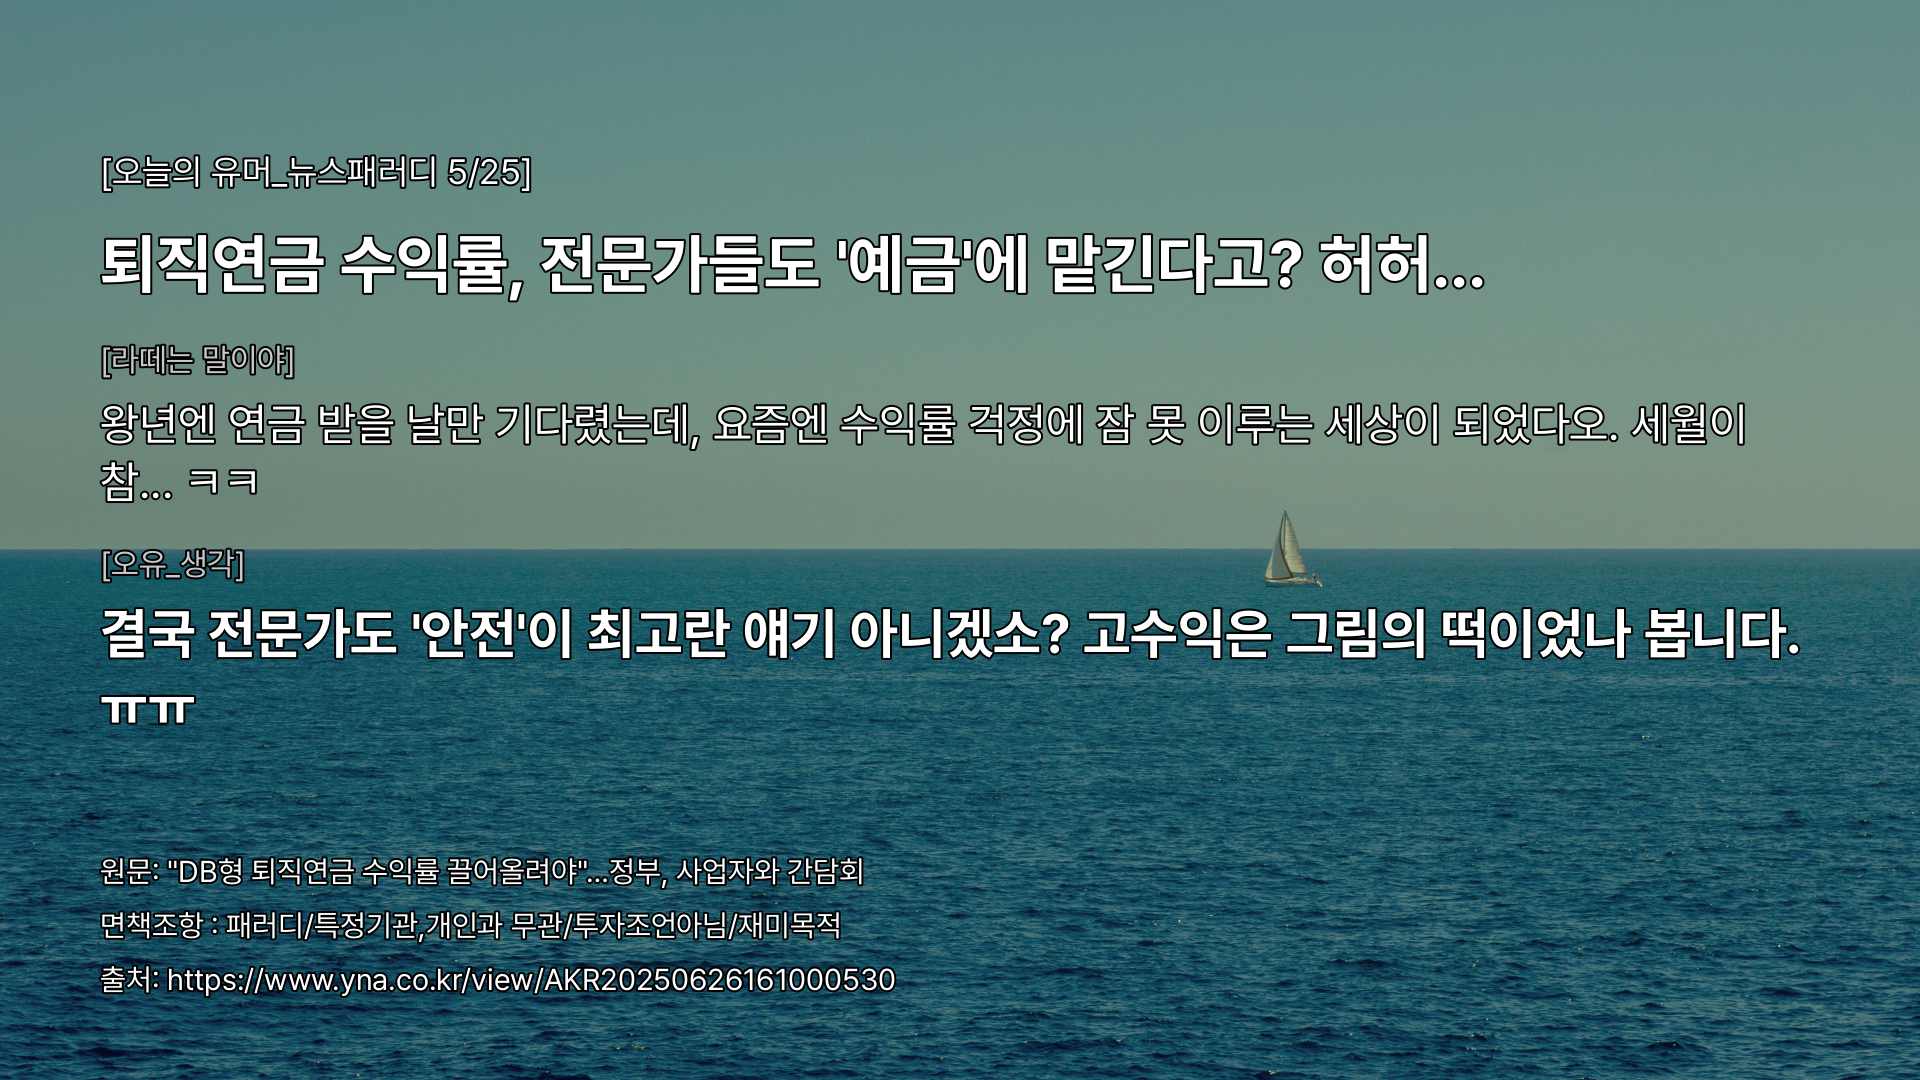 [오늘의 유머_뉴스패러디 5/25]
퇴직연금 수익률, 전문가들도 '예금'에 맡긴다고? 허허...
[라떼는 말이야]
왕년엔 연금 받을 날만 기다렸는데, 요즘엔 수익률 걱정에 잠 못 이루는 세상이 되었다오. 세월이
참... ㅋㅋ
[오유_생각]
결국 전문가도 '안전'이 최고란 얘기 아니겠소? 고수익은 그림의 떡이었나 봅니다.
ㅠㅠ
원문: "DB형 퇴직연금 수익률 끌어올려야"...정부, 사업자와 간담회
면책조항 : 패러디/특정기관,개인과 무관/투자조언아님/재미목적
출처: https://www.yna.co.kr/view/AKR20250626161000530